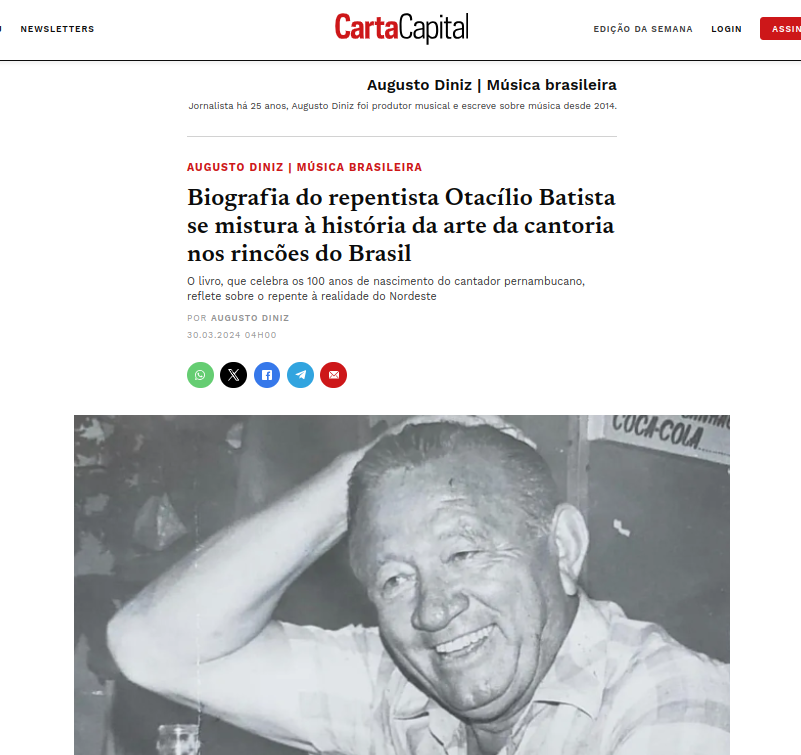 NEWSLETTERS
CartaCapital
EDIÇÃO DA SEMANA
LOGIN
ASSIN
Augusto Diniz | Música brasileira
Jornalista há 25 anos, Augusto Diniz foi produtor musical e escreve sobre música desde 2014.
AUGUSTO DINIZ | MÚSICA BRASILEIRA
Biografia do repentista Otacílio Batista
se mistura à história da arte da cantoria
nos rincões do Brasil
O livro, que celebra os 100 anos de nascimento do cantador pernambucano,
reflete sobre o repente à realidade do Nordeste
POR AUGUSTO DINIZ
30.03.2024 04H00
COCA-COLA